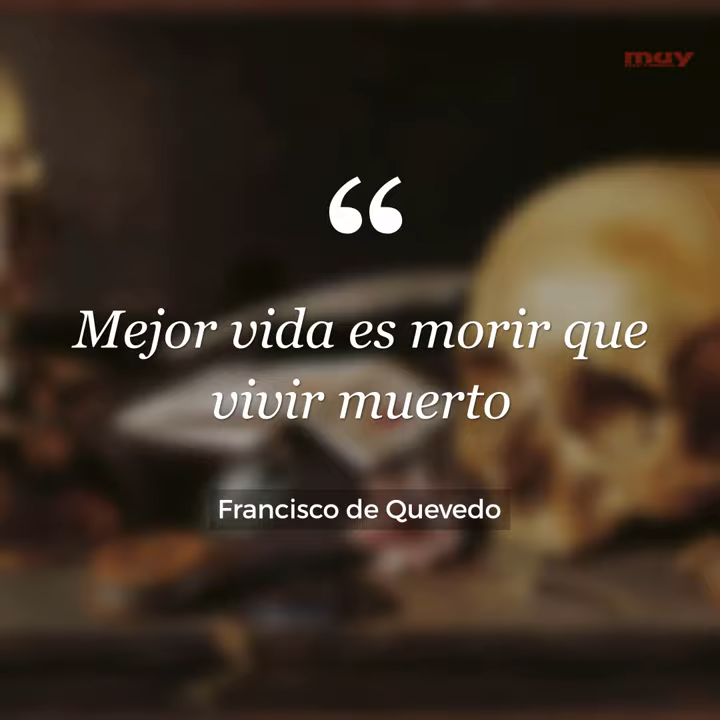 muy
“
Mejor vida es morir que
vivir muerto
Francisco de Quevedo